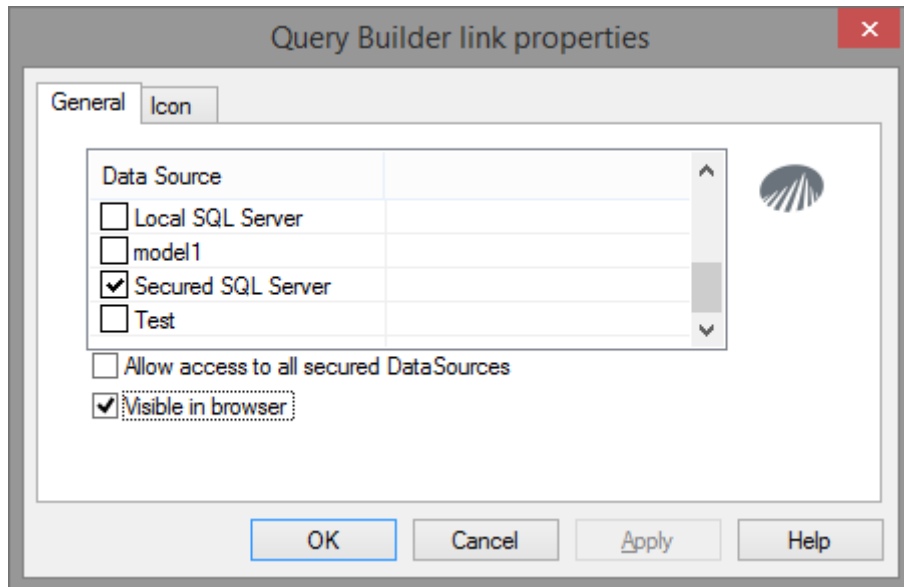 Query Builder link properties
General
Icon
Data Source
Local SQL Server
model1
Secured SQL Server
Test
Allow access to all secured DataSources
Visible in browser
OK
Cancel
Apply
Help